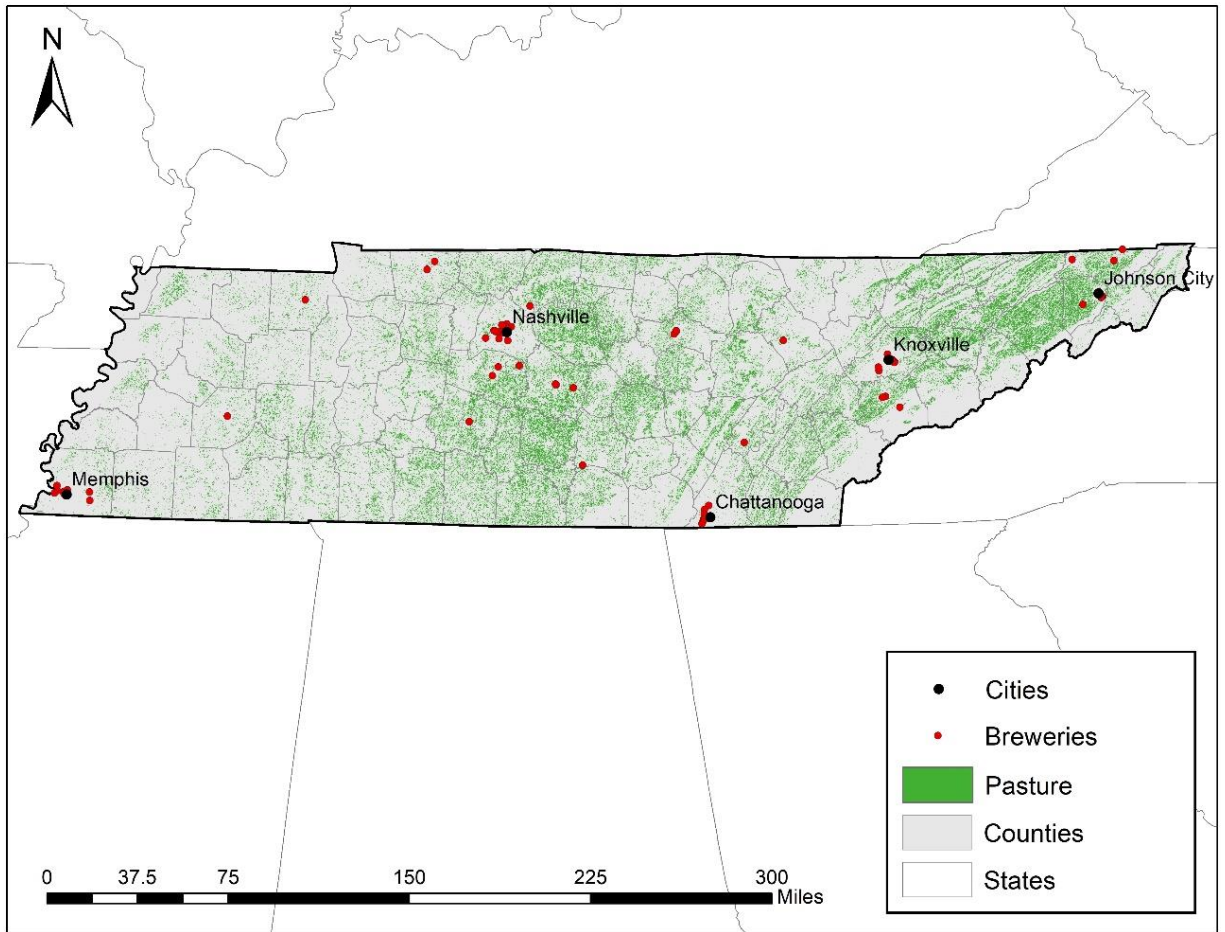 N
Johnson City
Nashville
Knoxville
Memphis
Chattanooga
Cities
Breweries
Pasture
Counties
States
0 37.5 75 150 225 300
Miles